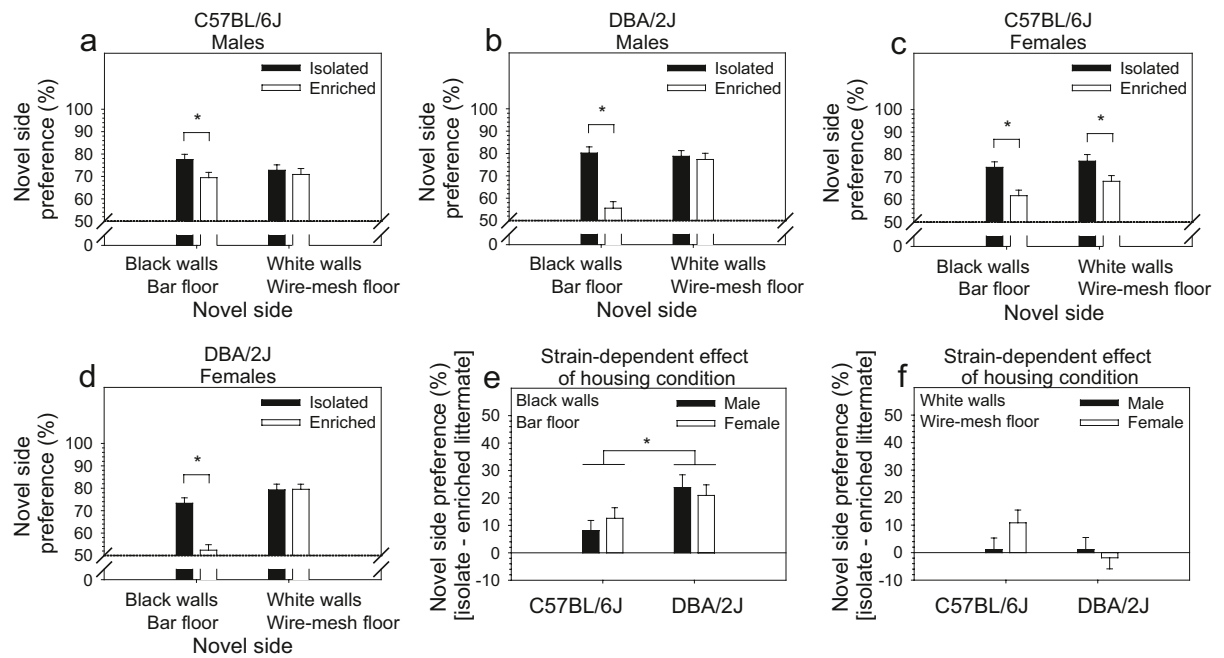 C57BL/6J
Males
a
Isolated
Enriched
*
Novel side
preference (%)
100
90
80
70
60
50
0
Black walls
Bar floor
White walls
Wire-mesh floor
Novel side
DBA/2J
Males
b
Isolated
Enriched
*
Novel side
preference (%)
100
90
80
70
60
50
0
Black walls
Bar floor
White walls
Wire-mesh floor
Novel side
C57BL/6J
Females
c
Isolated
Enriched
*
*
Novel side
preference (%)
100
90
80
70
60
50
0
Black walls
Bar floor
White walls
Wire-mesh floor
Novel side
DBA/2J
Females
d
Isolated
Enriched
*
Novel side
preference (%)
100
90
80
70
60
50
0
Black walls
Bar floor
White walls
Wire-mesh floor
Novel side
Strain-dependent effect
of housing condition
e
Black walls
Bar floor
Male
Female
*
Novel side preference (%)
[isolate - enriched littermate]
50
40
30
20
10
0
-10
C57BL/6J
DBA/2J
Strain-dependent effect
of housing condition
f
White walls
Wire-mesh floor
Male
Female
Novel side preference (%)
[isolate - enriched littermate]
50
40
30
20
10
0
-10
C57BL/6J
DBA/2J